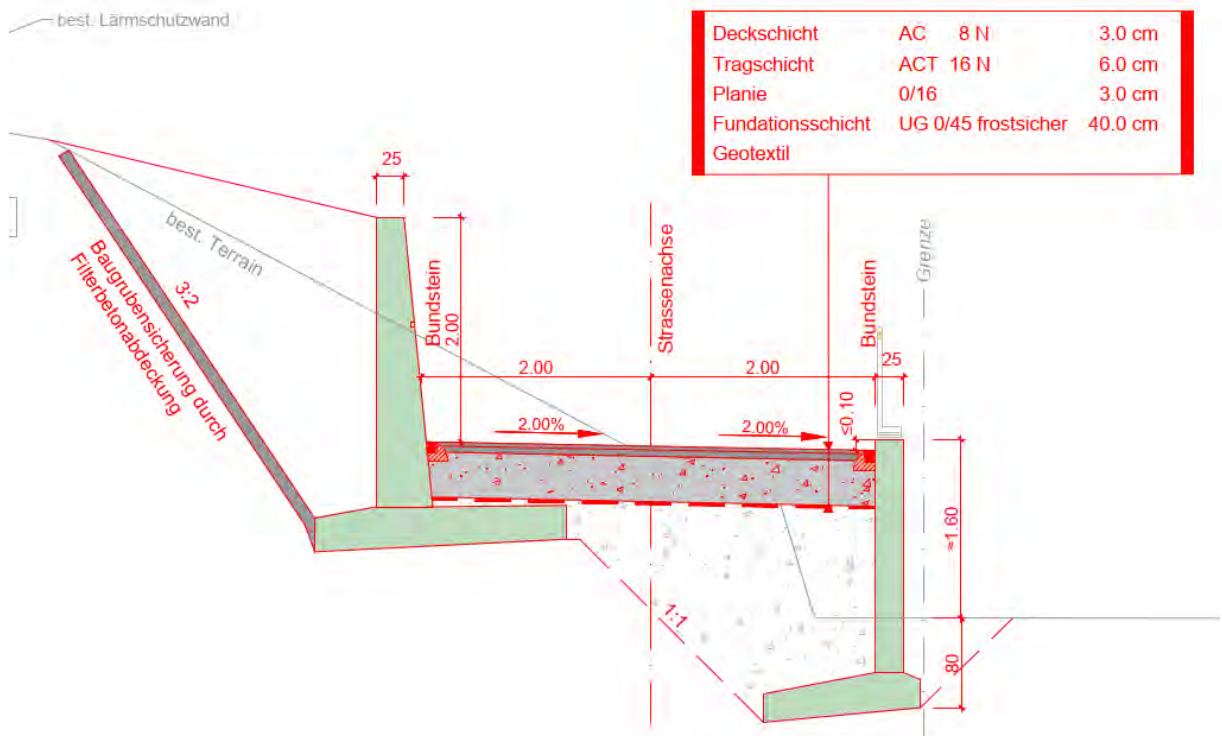 best. Lärmschutzwand
Deckschicht AC 8 N 3.0 cm
Tragschicht ACT 16 N 6.0 cm
Planie 0/16 3.0 cm
Fundationsschicht UG 0/45 frostsicher 40.0 cm
Geotextil
25
best. Terrain
3:2
Baugrubensicherung durch
Filterbetonabdeckung
Bundstein
2.00
Strassenachse
Bundstein
Grenze
2.00
2.00
25
2.00%
2.00%
≤0.10
≈1.60
1:1
80